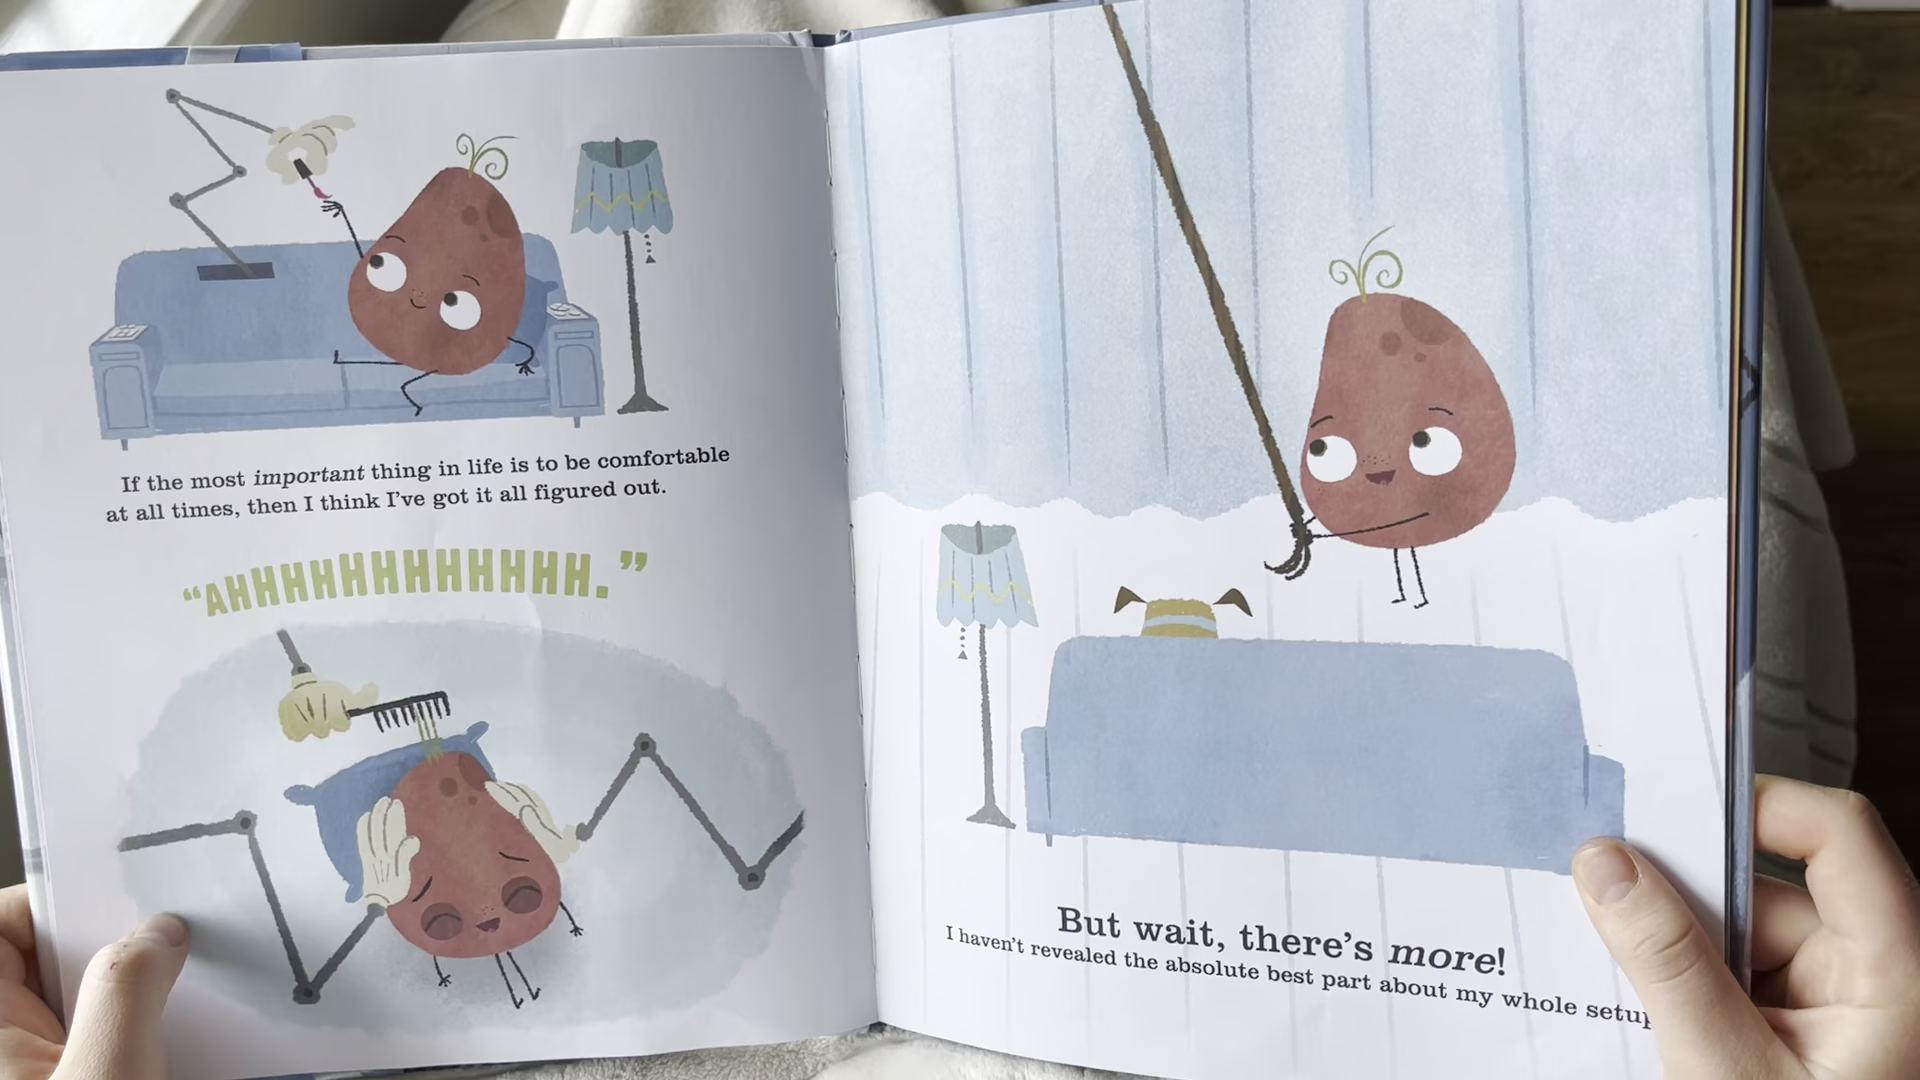 If the most important thing in life is to be comfortable
at all times, then I think I've got it all figured out.
“AHHHHHHHHHHHH.”
But wait, there's more!
I haven't revealed the absolute best part about my whole